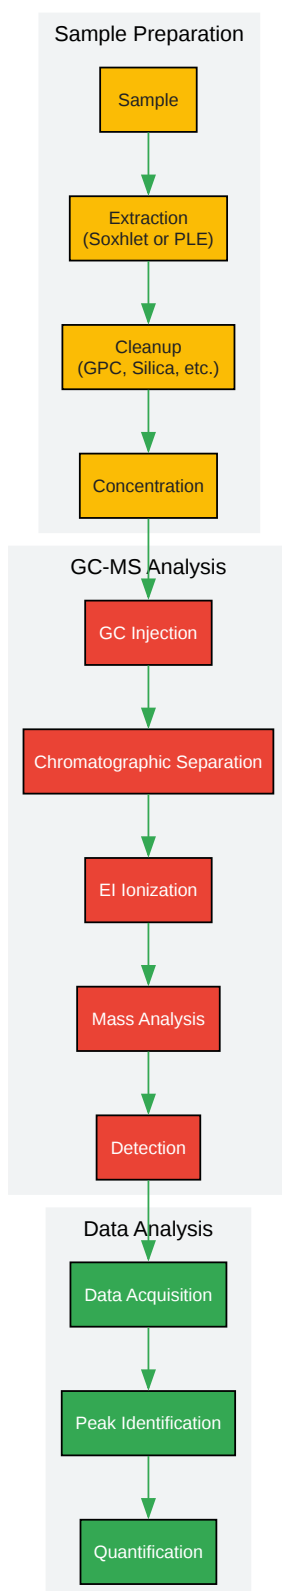 Sample Preparation
Sample
Extraction
(Soxhlet or PLE)
Cleanup
(GPC, Silica, etc.)
Concentration
GC-MS Analysis
GC Injection
Chromatographic Separation
EI Ionization
Mass Analysis
Detection
Data Analysis
Data Acquisition
Peak Identification
Quantification